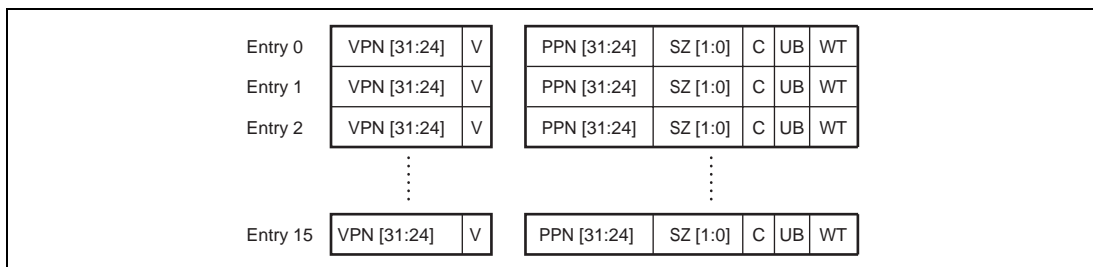 Entry 0 VPN [31:24] V PPN [31:24] SZ [1:0] C UB WT
Entry 1 VPN [31:24] V PPN [31:24] SZ [1:0] C UB WT
Entry 2 VPN [31:24] V PPN [31:24] SZ [1:0] C UB WT
Entry 15 VPN [31:24] V PPN [31:24] SZ [1:0] C UB WT